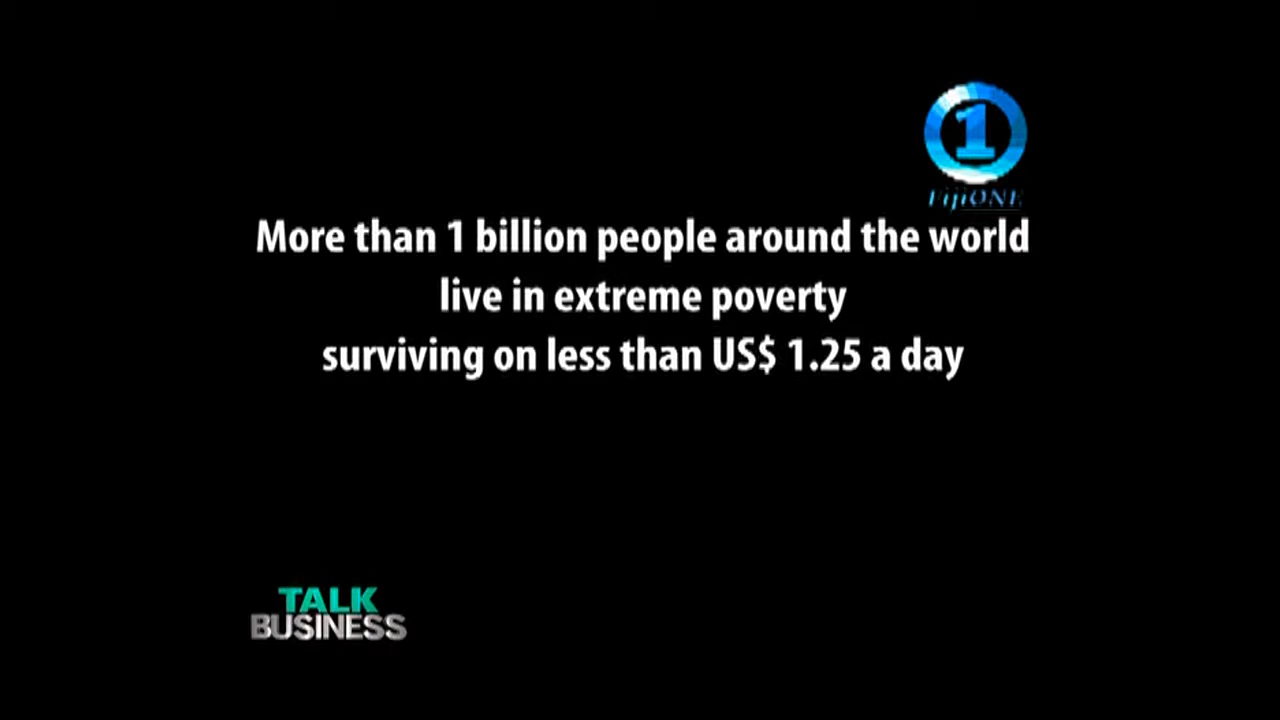 1
FijiONE
More than 1 billion people around the world
live in extreme poverty
surviving on less than US$ 1.25 a day
TALK
BUSINESS